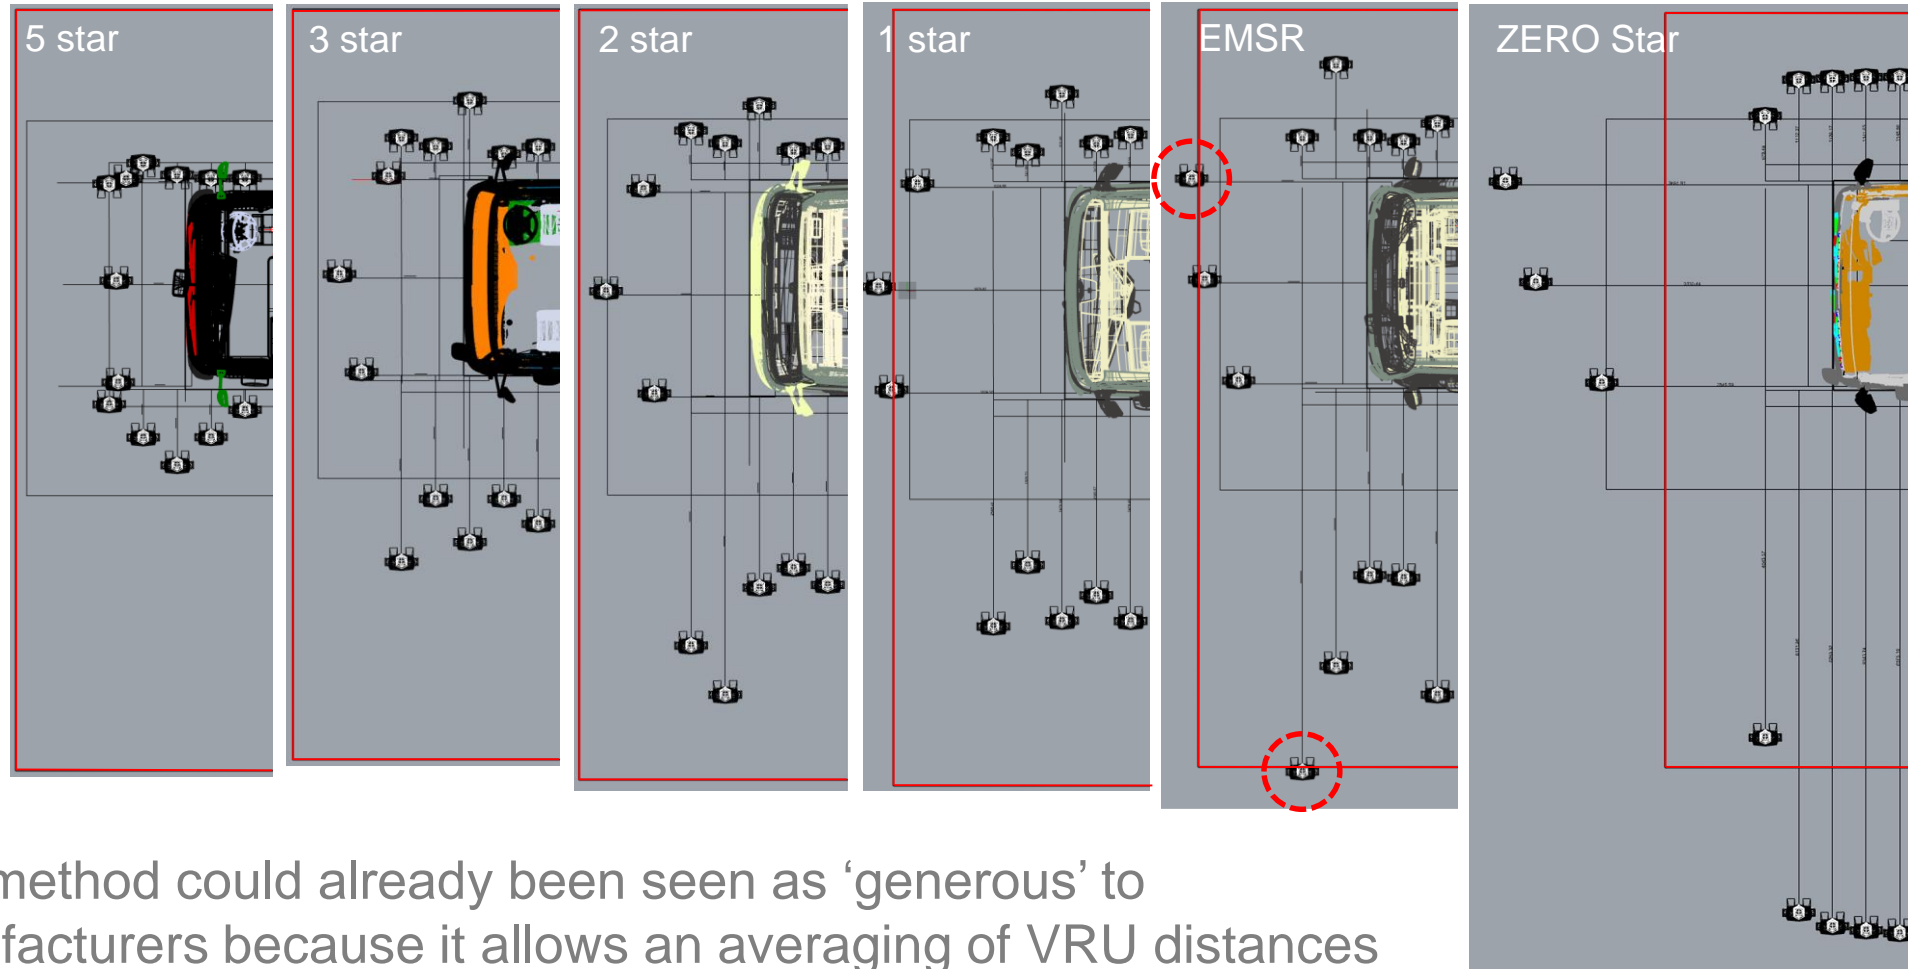 5 star
3 star
2 star
1 star
EMSR
ZERO Star
method could already been seen as ‘generous’ to
facturers because it allows an averaging of VRU distances